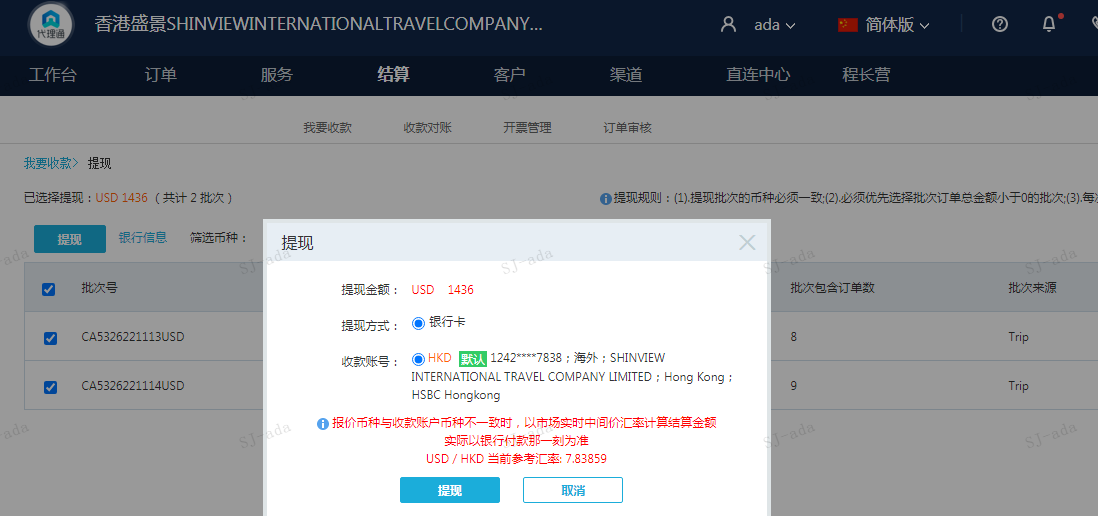 代理通
香港盛景SHINVIEWINTERNATIONALTRAVELCOMPANY...
ada
简体版
工作台 订单 服务 结算 客户 渠道 直连中心 程长营
我要收款 收款对账 开票管理 订单审核
我要收款> 提现
已选择提现：USD 1436 （ 共计 2 批次 ）
提现规则：(1).提现批次的币种必须一致;(2).必须优先选择批次订单总金额小于0的批次;(3).每
提现 银行信息 筛选币种：
批次号 批次包含订单数 批次来源
CA5326221113USD 8 Trip
CA5326221114USD 9 Trip
提现
提现金额： USD 1436
提现方式： 银行卡
收款账号： HKD 默认 1242****7838；海外；SHINVIEW
INTERNATIONAL TRAVEL COMPANY LIMITED；Hong Kong；
HSBC Hongkong
报价币种与收款账户币种不一致时，以市场实时中间价汇率计算结算金额
实际以银行付款那一刻为准
USD / HKD 当前参考汇率: 7.83859
提现 取消
SJ-ada